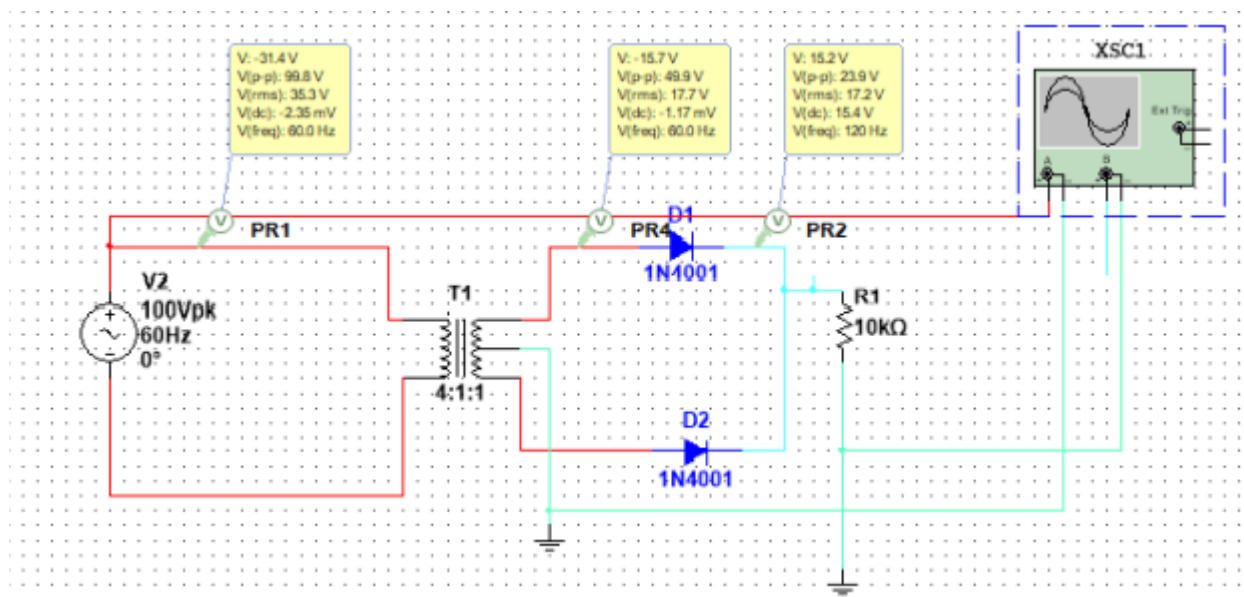 V: -31.4 V
V(p-p): 99.8 V
V(rms): 35.3 V
V(dc): -2.35 mV
V(freq): 60.0 Hz
V: -15.7 V
V(p-p): 49.9 V
V(rms): 17.7 V
V(dc): -1.17 mV
V(freq): 60.0 Hz
V: 15.2 V
V(p-p): 23.9 V
V(rms): 17.2 V
V(dc): 15.4 V
V(freq): 120 Hz
XSC1
Ext Trig
A
B
V
PR1
V
PR4
D1
1N4001
V
PR2
V2
100Vpk
60Hz
0°
T1
4:1:1
R1
10kΩ
D2
1N4001